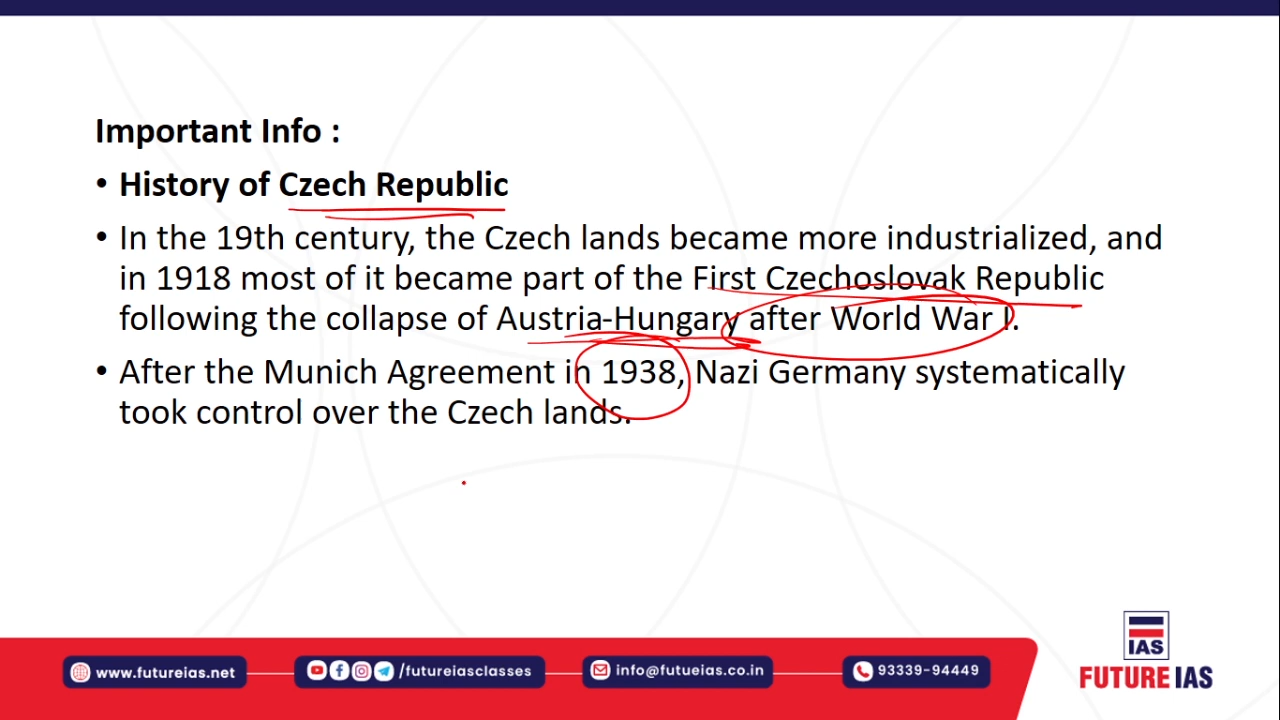 Important Info :
• History of Czech Republic
• In the 19th century, the Czech lands became more industrialized, and
in 1918 most of it became part of the First Czechoslovak Republic
following the collapse of Austria-Hungary after World War I.
• After the Munich Agreement in 1938, Nazi Germany systematically
took control over the Czech lands.
IAS
FUTURE IAS
www.futureias.net
/futureiasclasses
info@futueias.co.in
93339-94449